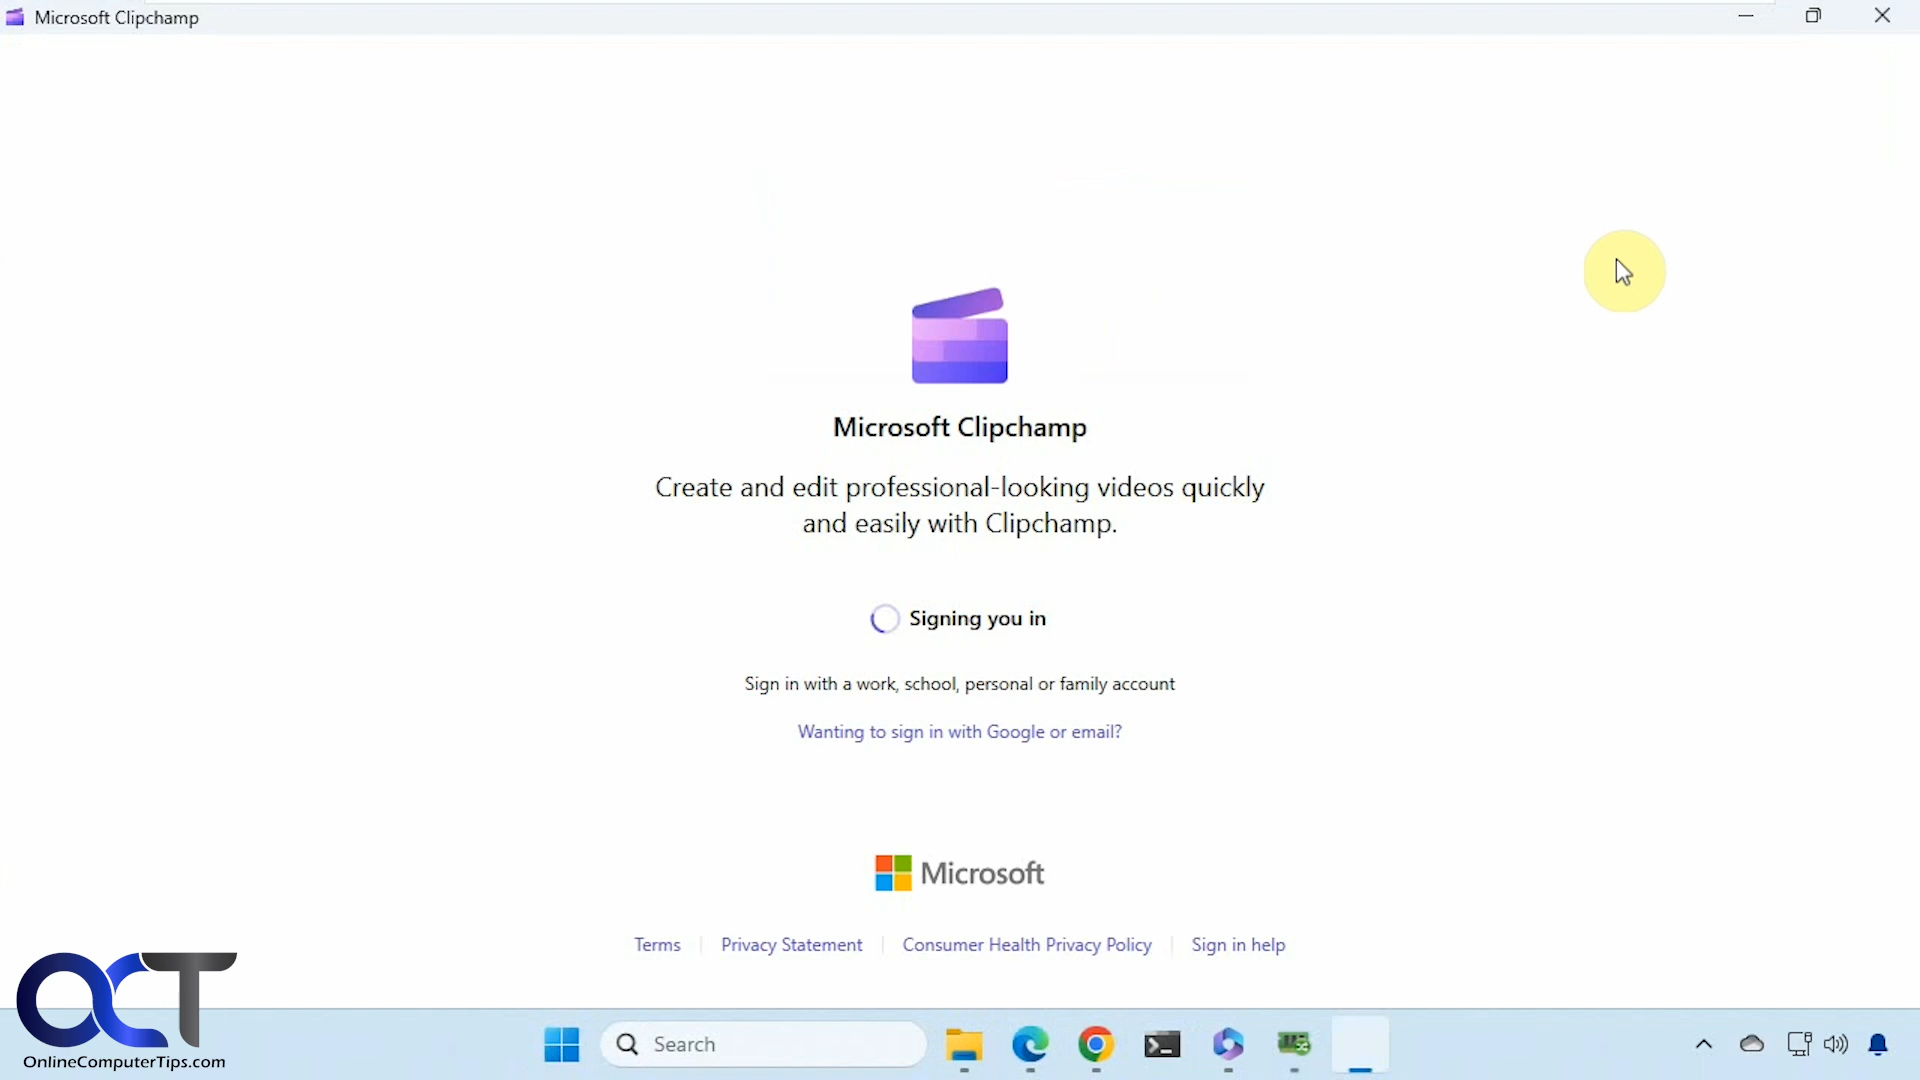 Microsoft Clipchamp
Microsoft Clipchamp
Create and edit professional-looking videos quickly
and easily with Clipchamp.
Signing you in
Sign in with a work, school, personal or family account
Wanting to sign in with Google or email?
Microsoft
Terms
Privacy Statement
Consumer Health Privacy Policy
Sign in help
OCT
OnlineComputerTips.com
Search